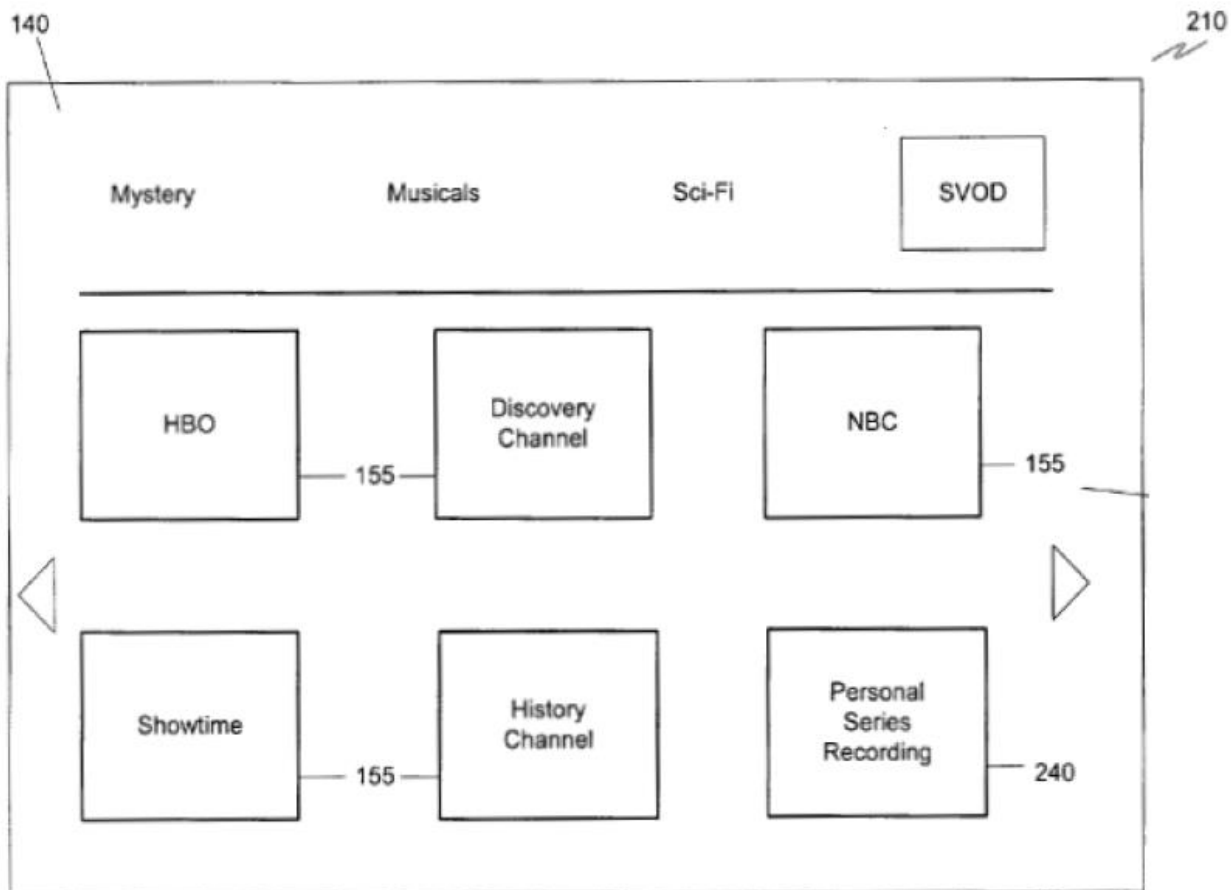 140
210
Mystery Musicals Sci-Fi SVOD
HBO
Discovery
Channel
NBC
155
155
Showtime
History
Channel
Personal
Series
Recording
155
240